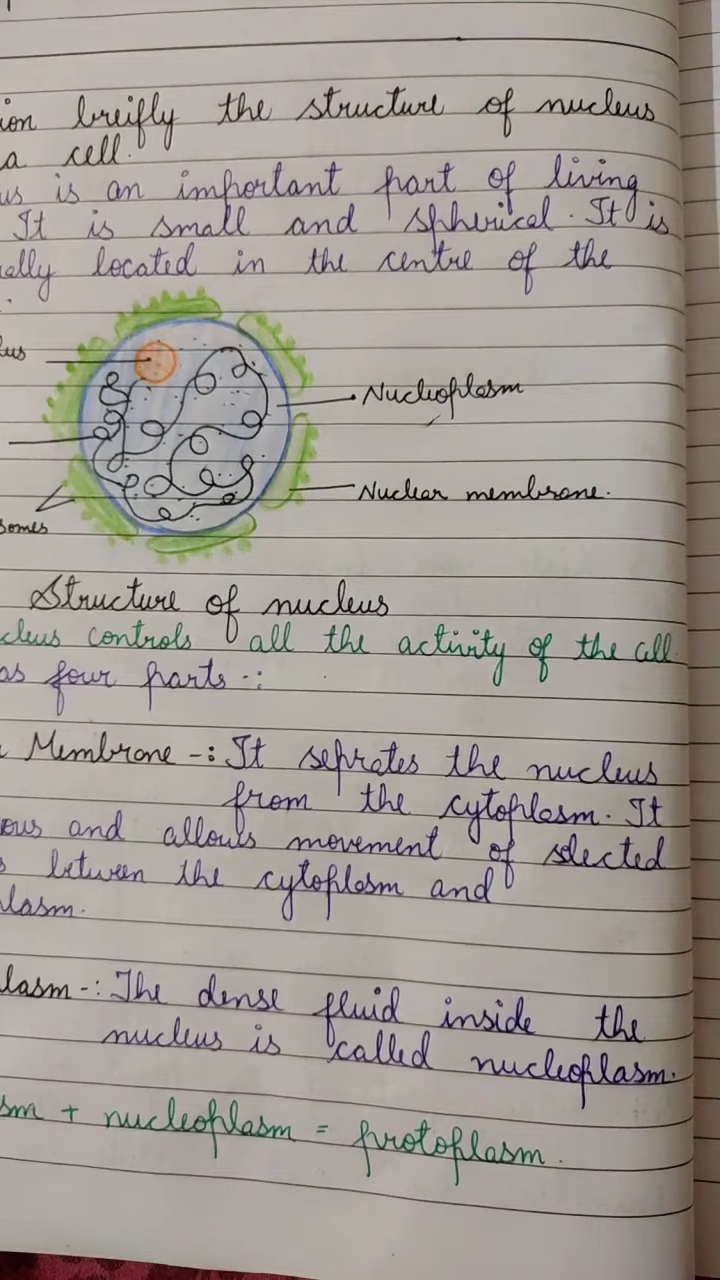 ion breifly the structure of nucleus
a cell.
us is an important part of living
It is small and spherical. It is
ally located in the centre of the
lus
Nucleoplasm
Nuclear membrane.
somes
Structure of nucleus
cleus controls all the activity of the cell.
as four parts -:
Membrane -: It seprates the nucleus
from the cytoplasm. It
ous and allows movement of selected
s between the cytoplasm and
lasm.
lasm -: The dense fluid inside the
nucleus is called nucleoplasm.
sm + nucleoplasm = protoplasm.